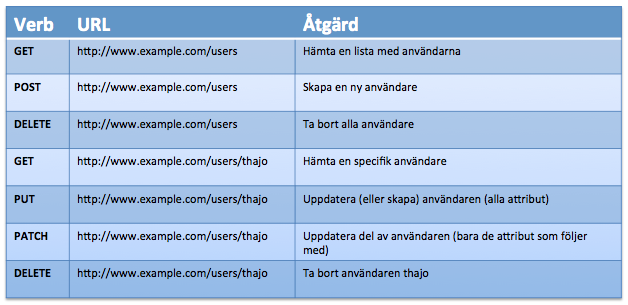 Verb URL Åtgärd
GET http://www.example.com/users Hämta en lista med användarna
POST http://www.example.com/users Skapa en ny användare
DELETE http://www.example.com/users Ta bort alla användare
GET http://www.example.com/users/thajo Hämta en specifik användare
PUT http://www.example.com/users/thajo Uppdatera (eller skapa) användaren (alla attribut)
PATCH http://www.example.com/users/thajo Uppdatera del av användaren (bara de attribut som följer
med)
DELETE http://www.example.com/users/thajo Ta bort användaren thajo